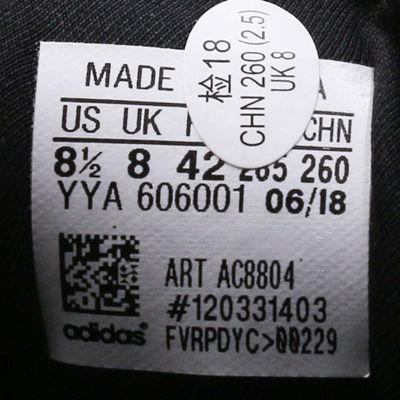 检18
CHN 260 (2.5)
UK 8
MADE
US UK CHN
8½ 8 42 265 260
YYA 606001 06/18
ART AC8804
#120331403
adidas FVRPDYC>00229